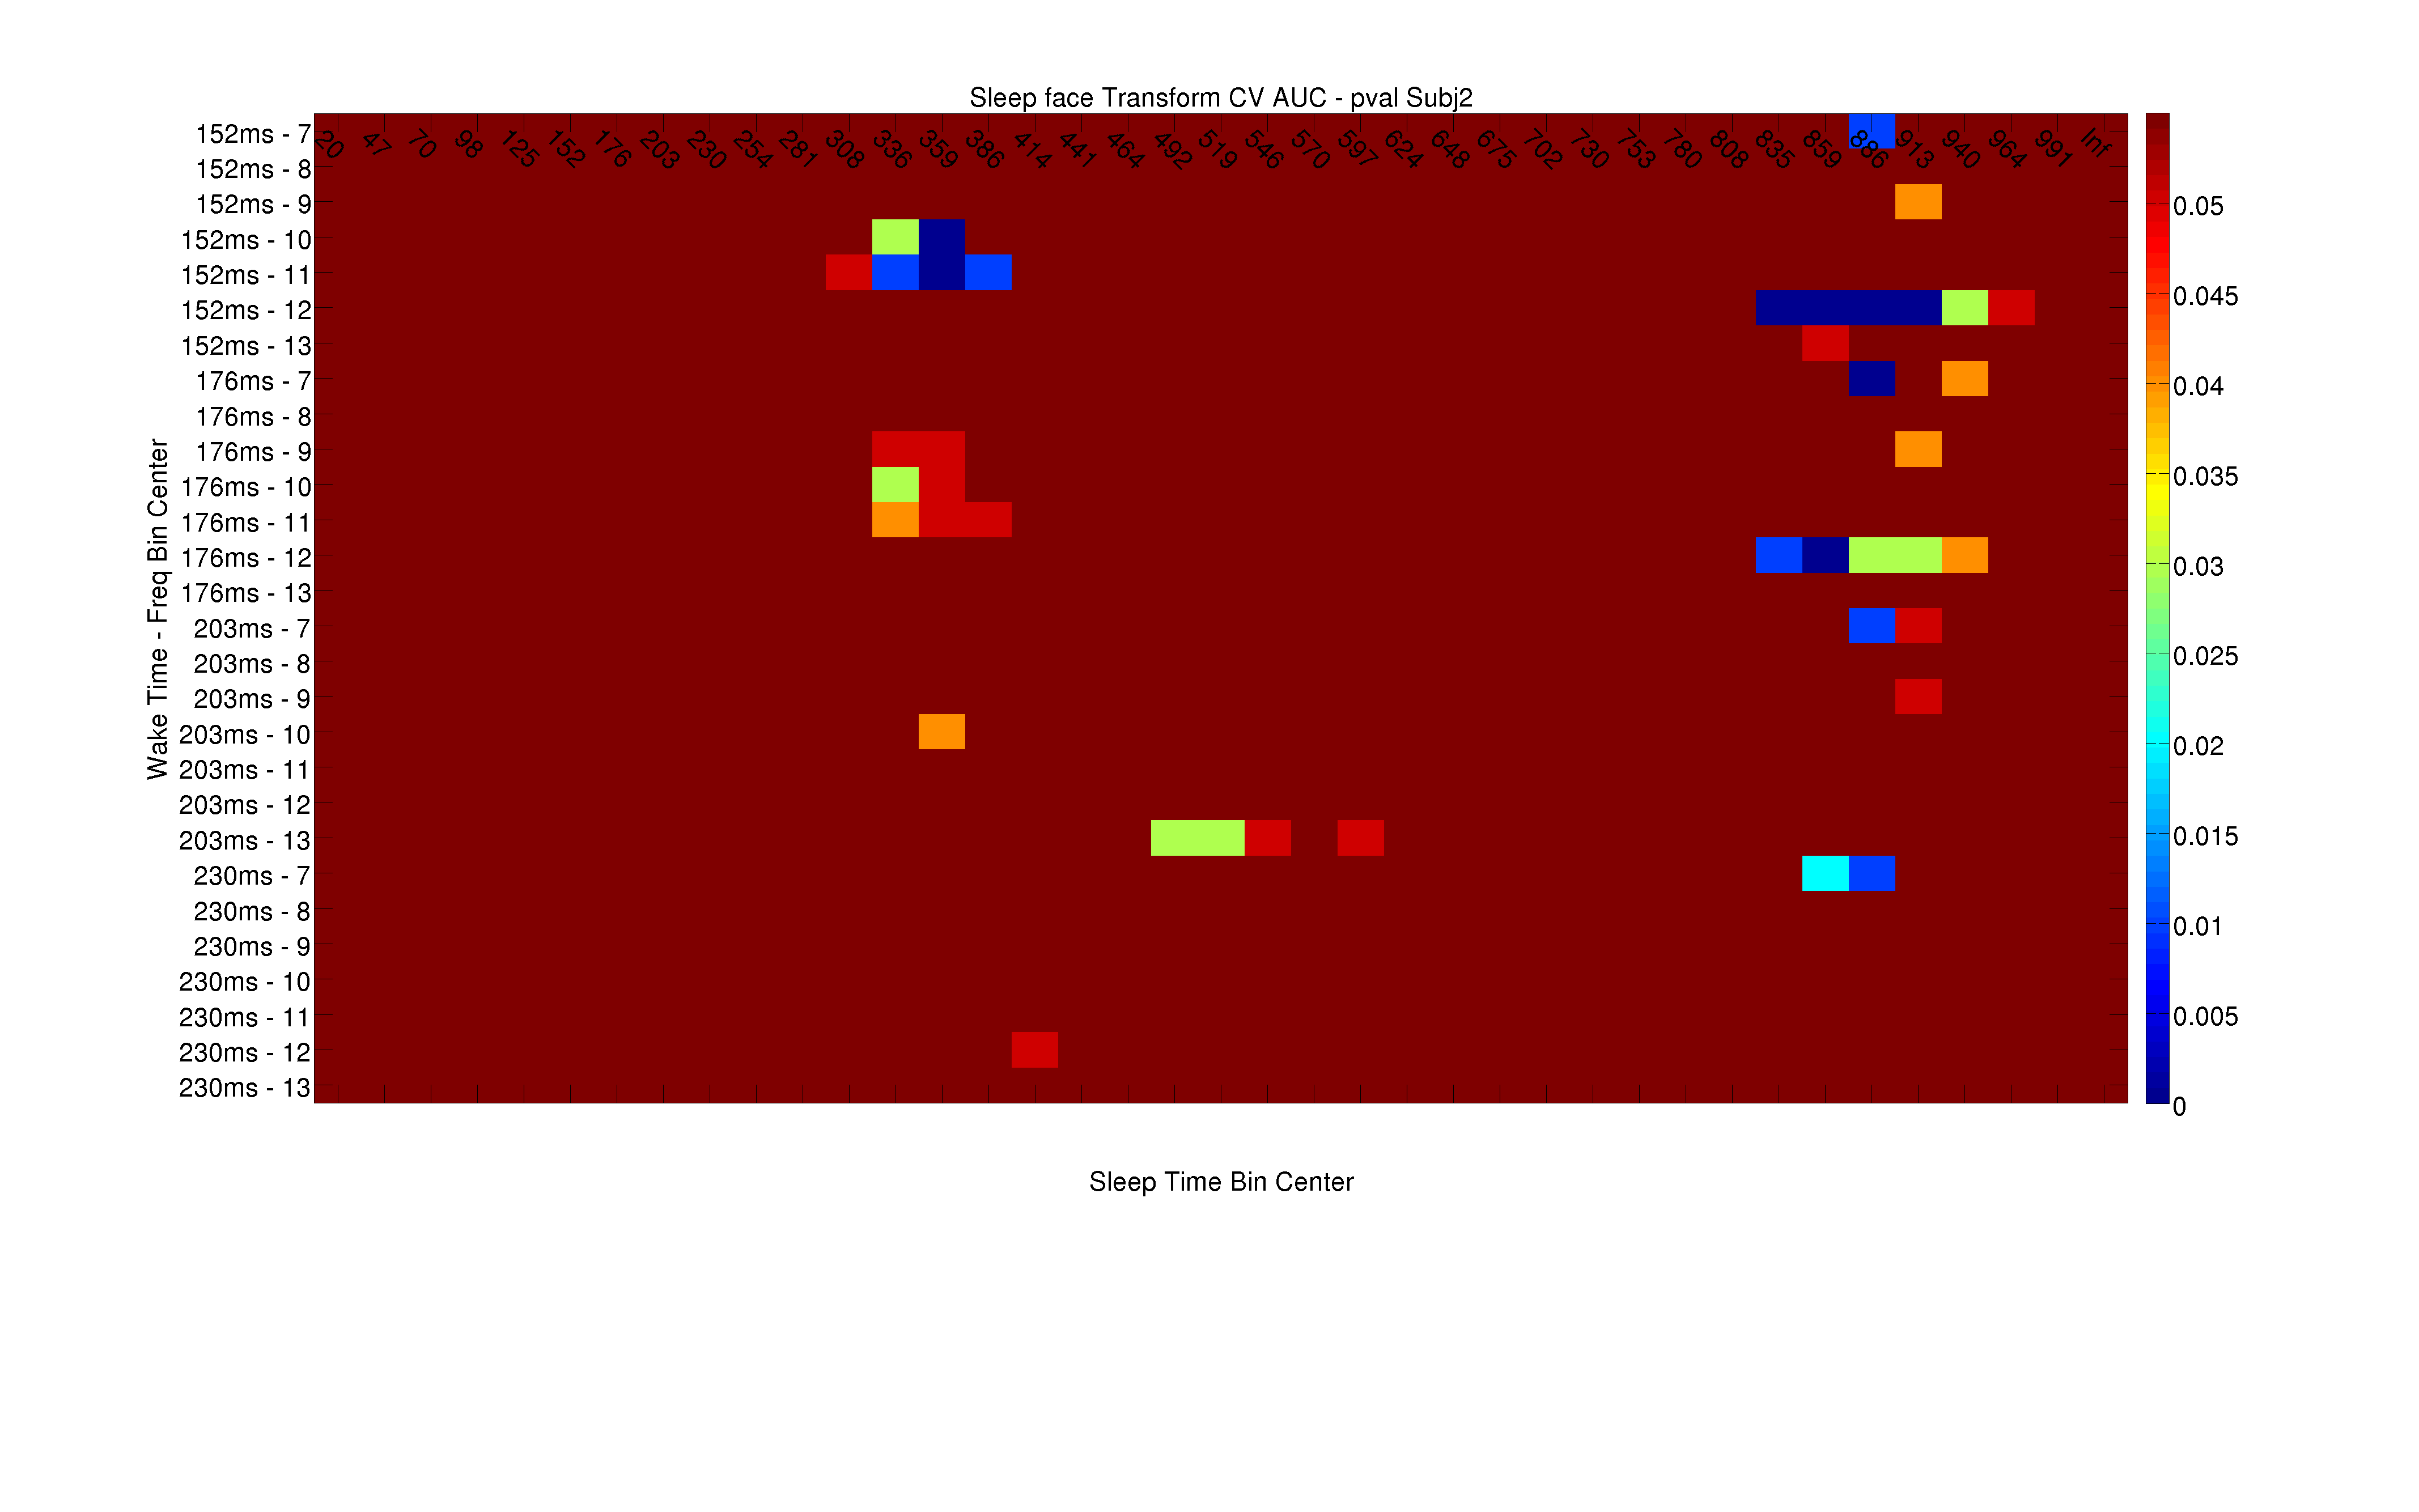 Sleep face Transform CV AUC - pval Subj2
20 47 70 98 125 152 176 203 230 254 281 308 336 359 386 414 441 464 492 519 546 570 597 624 648 675 702 730 753 780 808 835 859 886 913 940 964 991 Inf
152ms - 7
152ms - 8
152ms - 9
152ms - 10
152ms - 11
152ms - 12
152ms - 13
176ms - 7
176ms - 8
176ms - 9
176ms - 10
176ms - 11
176ms - 12
176ms - 13
203ms - 7
203ms - 8
203ms - 9
203ms - 10
203ms - 11
203ms - 12
203ms - 13
230ms - 7
230ms - 8
230ms - 9
230ms - 10
230ms - 11
230ms - 12
230ms - 13
Wake Time - Freq Bin Center
0.05
0.045
0.04
0.035
0.03
0.025
0.02
0.015
0.01
0.005
0
Sleep Time Bin Center